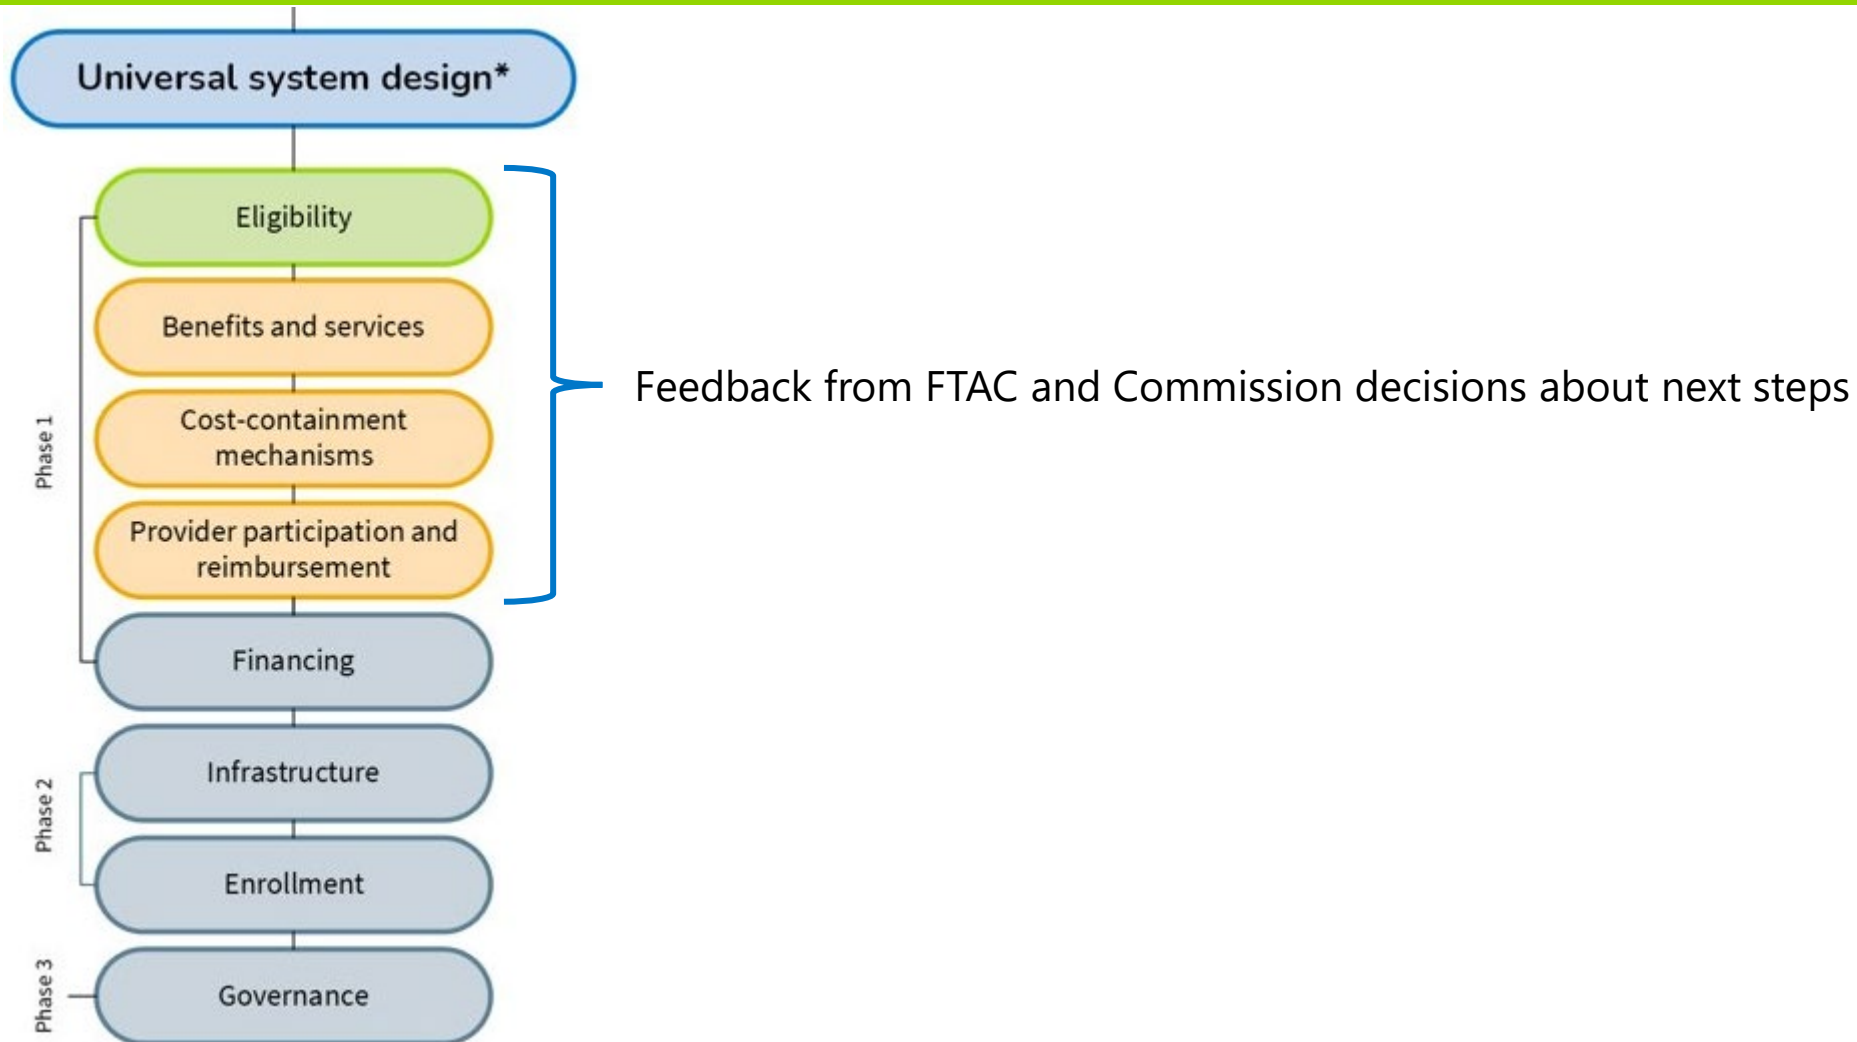 Universal system design*
Eligibility
Benefits and services
Cost-containment
mechanisms
Provider participation and
reimbursement
Financing
Phase 1
Feedback from FTAC and Commission decisions about next steps
Infrastructure
Enrollment
Phase 2
Governance
Phase 3